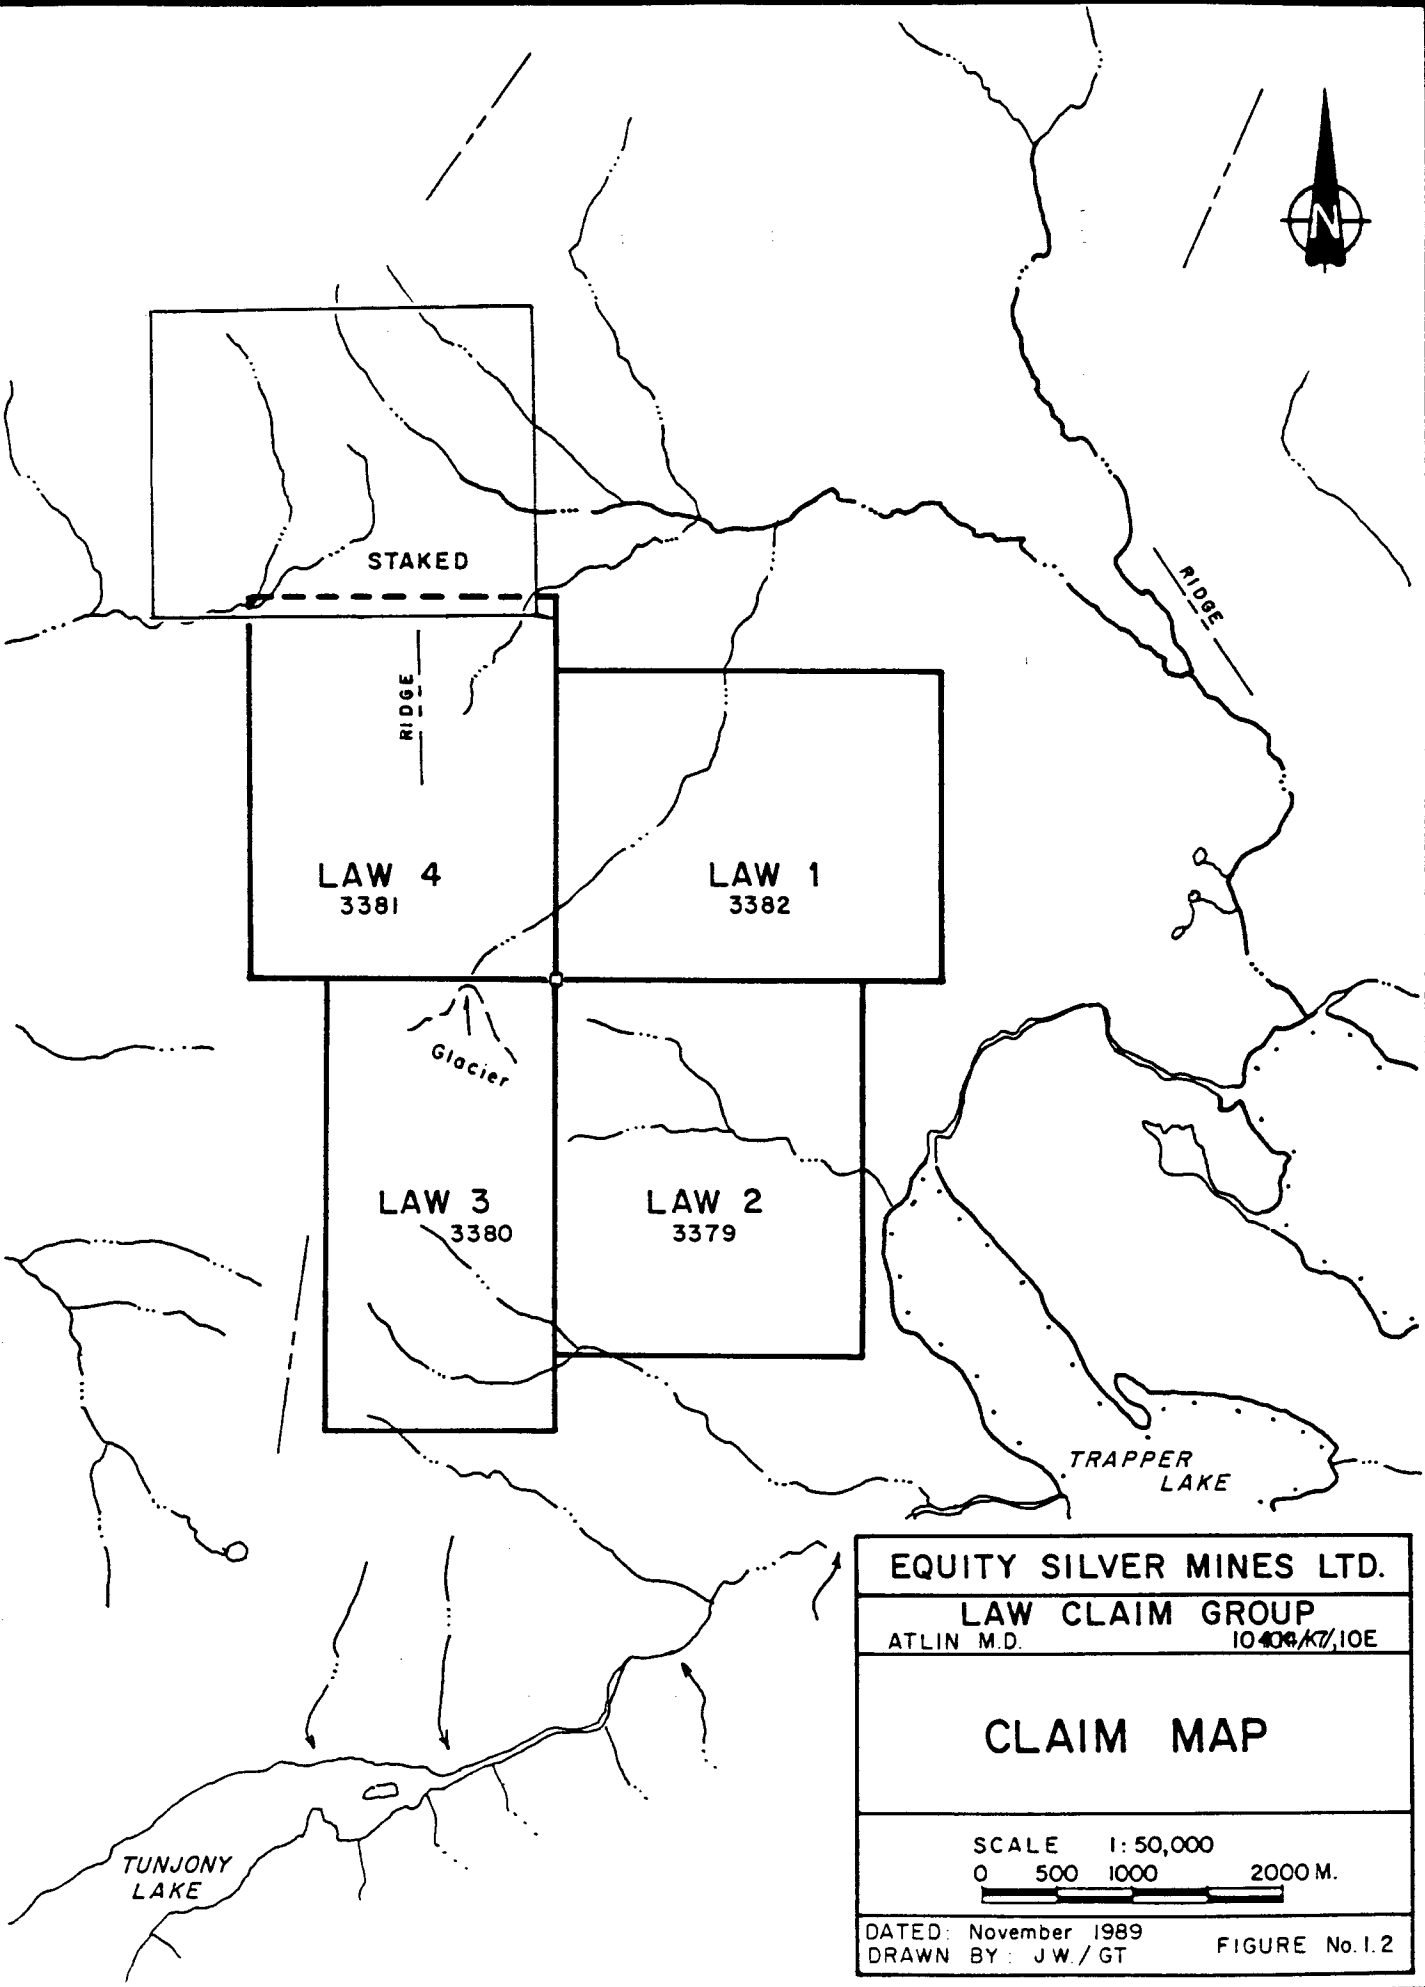 N
STAKED
RIDGE
RIDGE
LAW 4
3381
LAW 1
3382
Glacier
LAW 3
3380
LAW 2
3379
TRAPPER
LAKE
TUNJONY
LAKE
EQUITY SILVER MINES LTD.
LAW CLAIM GROUP
ATLIN M.D.
CLAIM MAP
SCALE 1:50,000
0 500 1000 2000 M.
DATED: November 1989
DRAWN BY: J W. / GT
FIGURE No. 1.2